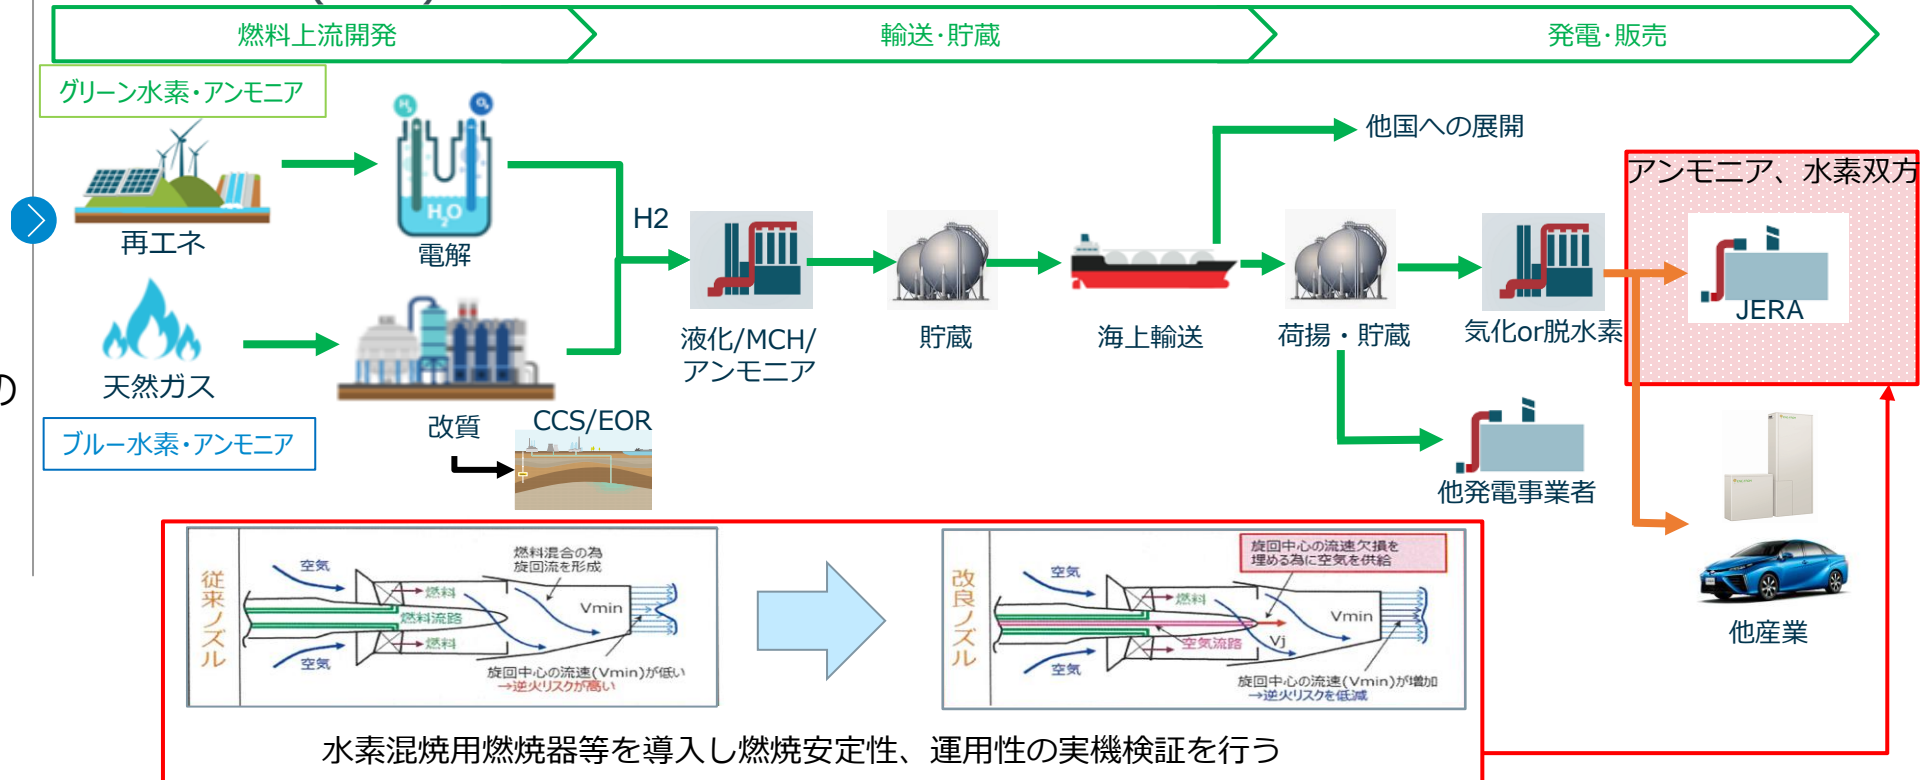 燃料上流開発
輸送・貯蔵
発電・販売
グリーン水素・アンモニア
H₂
O₂
H₂O
再エネ
電解
H2
他国への展開
アンモニア、水素双方
JERA
天然ガス
改質
CCS/EOR
ブルー水素・アンモニア
液化/MCH/
アンモニア
貯蔵
海上輸送
荷揚・貯蔵
気化or脱水素
他発電事業者
他産業
の
従来ノズル
空気
燃料混合の為
旋回流を形成
燃料
燃料流路
燃料
Vmin
空気
旋回中心の流速(Vmin)が低い
→逆火リスクが高い
改良ノズル
空気
旋回中心の流速欠損を
埋める為に空気を供給
燃料
Vmin
空気流路
Vj
空気
旋回中心の流速(Vmin)が増加
→逆火リスクを低減
水素混焼用燃焼器等を導入し燃焼安定性、運用性の実機検証を行う